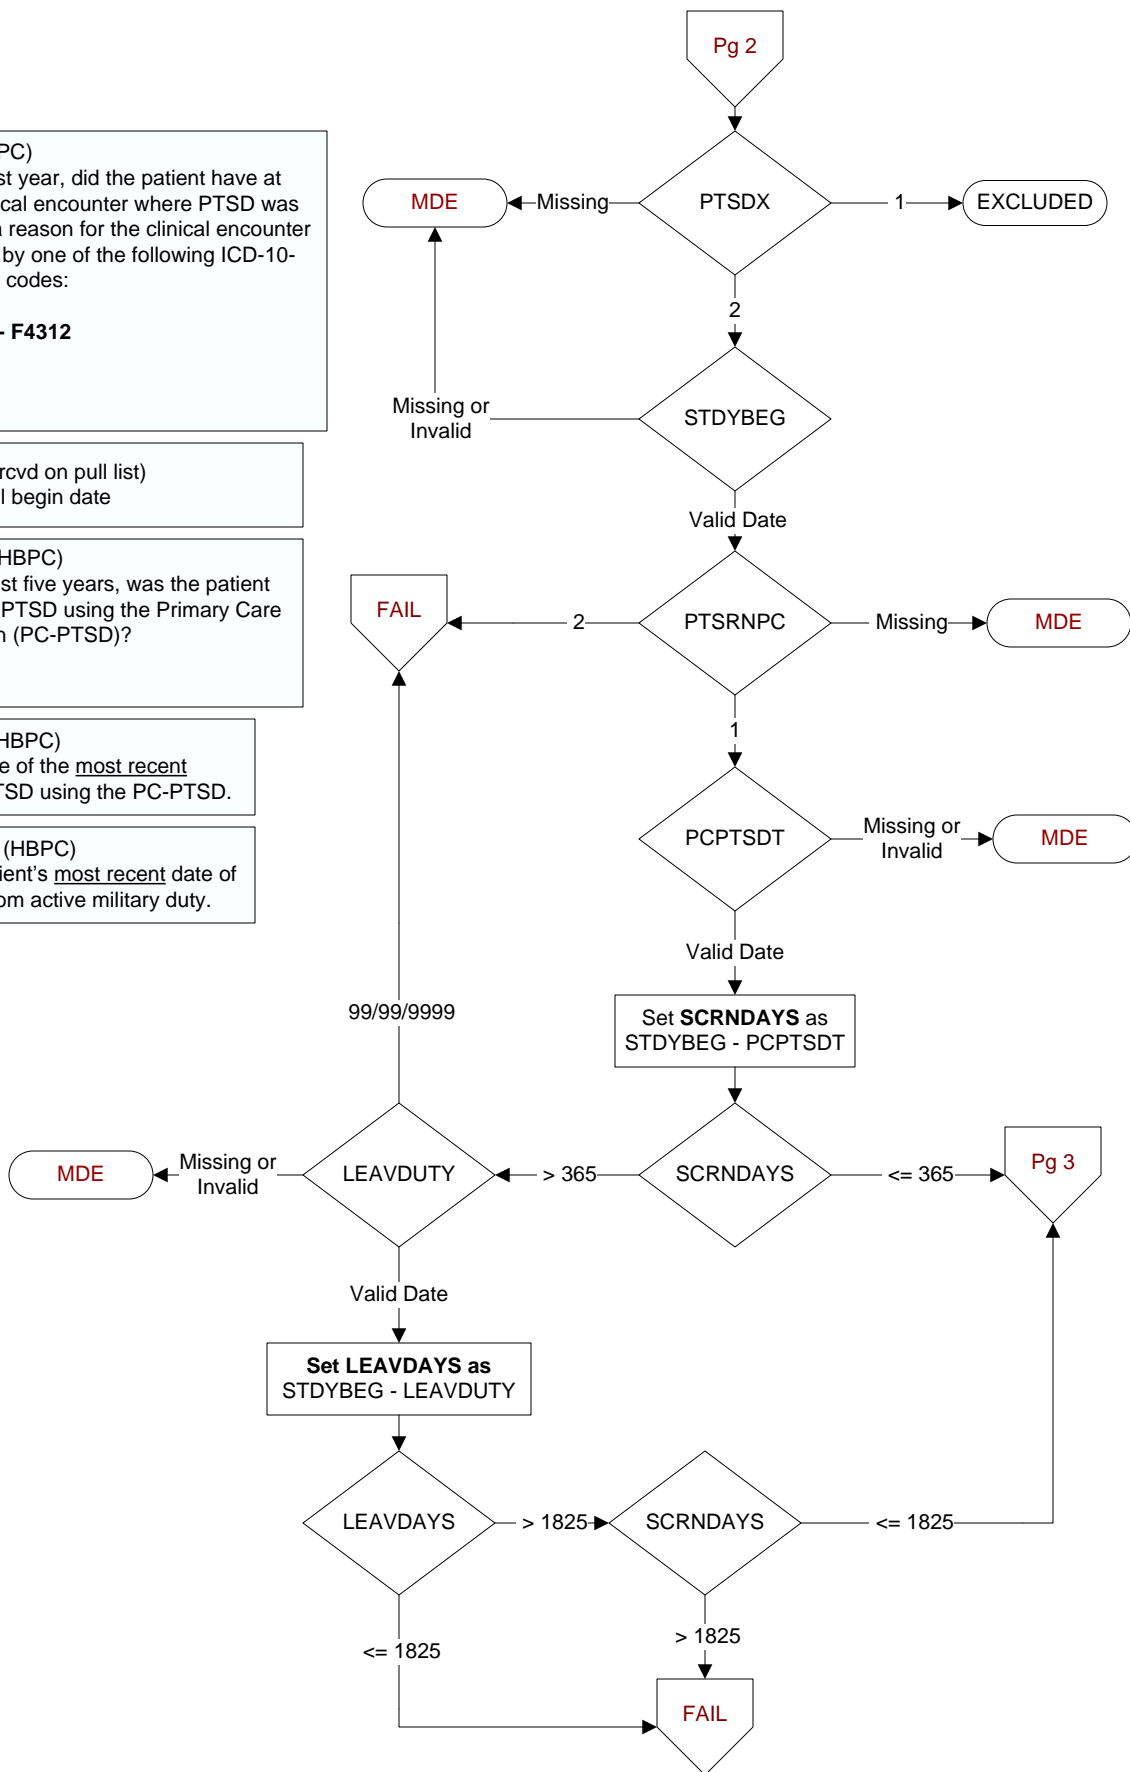 Pg 2
PC)
st year, did the patient have at
ical encounter where PTSD was
a reason for the clinical encounter
by one of the following ICD-10-
codes:
- F4312
MDE
Missing
PTSDX
1
EXCLUDED
2
Missing or
Invalid
STDYBEG
rcvd on pull list)
l begin date
Valid Date
HBPC)
st five years, was the patient
PTSD using the Primary Care
n (PC-PTSD)?
FAIL
2
PTSRNPC
Missing
MDE
1
HBPC)
e of the most recent
TSD using the PC-PTSD.
PCPTSDT
Missing or
Invalid
MDE
(HBPC)
ient's most recent date of
om active military duty.
Valid Date
99/99/9999
Set SCRNDAYS as
STDYBEG - PCPTSDT
MDE
Missing or
Invalid
LEAVDUTY
> 365
SCRNDAYS
<= 365
Pg 3
Valid Date
Set LEAVDAYS as
STDYBEG - LEAVDUTY
LEAVDAYS
> 1825
SCRNDAYS
<= 1825
<= 1825
> 1825
FAIL